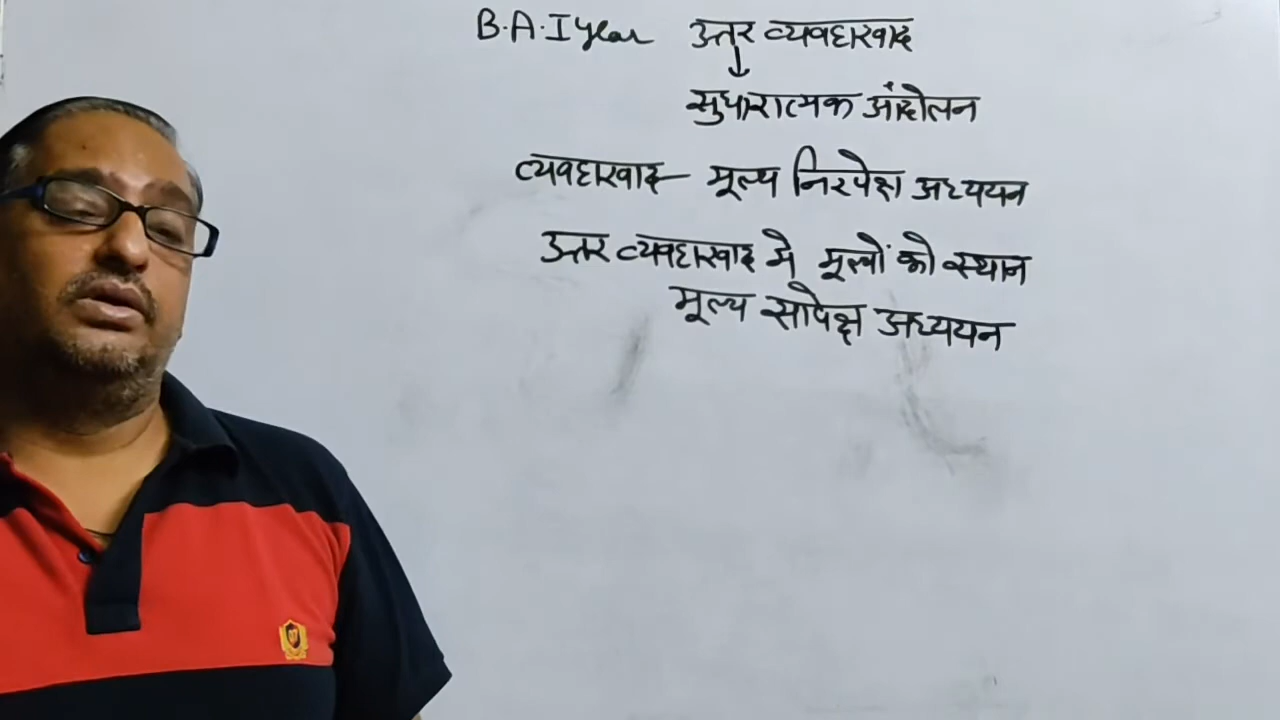 B.A. I year उत्तर व्यवहारवाद
सुधारात्मक आंदोलन
व्यवहारवाद - मूल्य निरपेक्ष अध्ययन
उत्तर व्यवहारवाद में मूल्यों को स्थान
मूल्य सापेक्ष अध्ययन